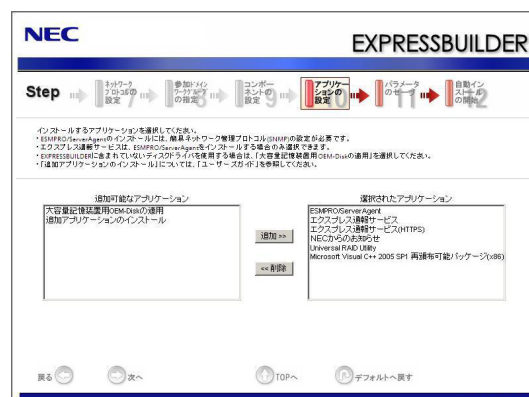 NEC
EXPRESSBUILDER
Step
ネットワークプロトコルの設定 7
参加ドメイン ワークグループの指定 8
コンポーネントの設定 9
アプリケーションの設定 10
パラメータのセーブ 11
自動インストールの開始 12
インストールするアプリケーションを選択してください。
・ESMPRO/ServerAgentのインストールには、簡易ネットワーク管理プロトコル(SNMP)の設定が必要です。
・エクスプレス通報サービスは、ESMPRO/ServerAgentをインストールする場合のみ選択できます。
・EXPRESSBUILDERに含まれていないディスクドライバを使用する場合は、「大容量記憶装置用OEM-Diskの適用」を選択してください。
・「追加アプリケーションのインストール」については、「ユーザーズガイド」を参照してください。
追加可能なアプリケーション
大容量記憶装置用OEM-Diskの適用
追加アプリケーションのインストール
追加 >>
<< 削除
選択されたアプリケーション
ESMPRO/ServerAgent
エクスプレス通報サービス
エクスプレス通報サービス(HTTPS)
NECからのお知らせ
Universal RAID Utility
Microsoft Visual C++ 2005 SP1 再頒布可能パッケージ(x86)
戻る
次へ
TOPへ
デフォルトへ戻す